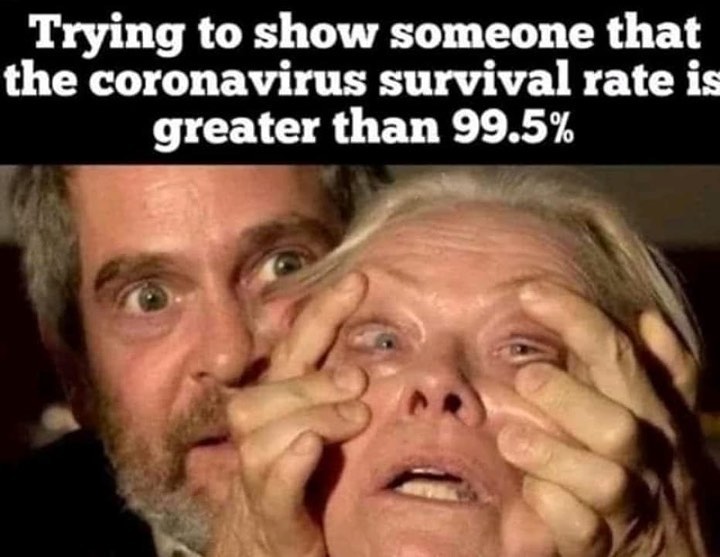 Trying to show someone that
the coronavirus survival rate is
greater than 99.5%